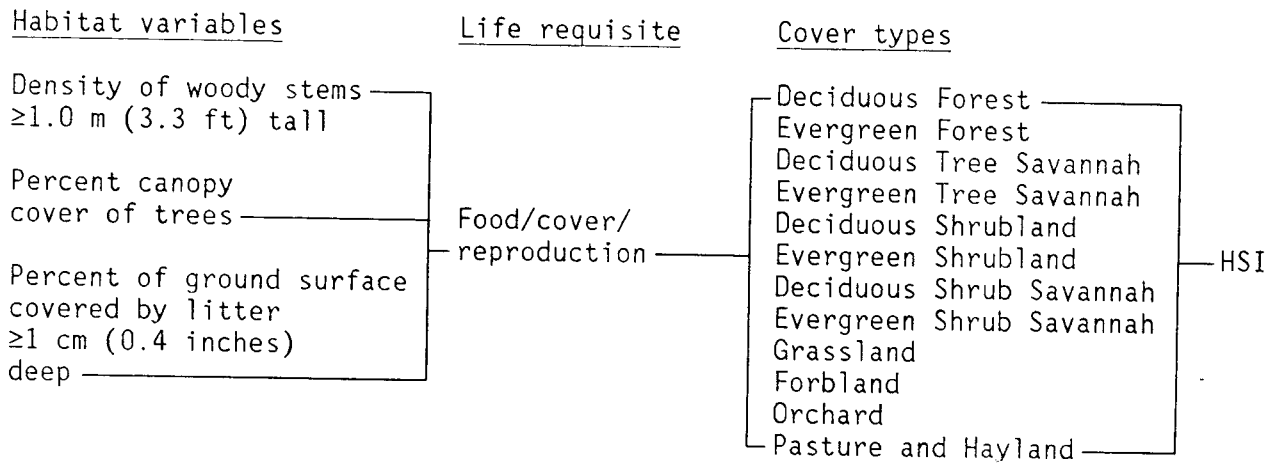 Habitat variables
Life requisite
Cover types
Density of woody stems
≥1.0 m (3.3 ft) tall
Percent canopy
cover of trees
Percent of ground surface
covered by litter
≥1 cm (0.4 inches)
deep
Food/cover/
reproduction
Deciduous Forest
Evergreen Forest
Deciduous Tree Savannah
Evergreen Tree Savannah
Deciduous Shrubland
Evergreen Shrubland
Deciduous Shrub Savannah
Evergreen Shrub Savannah
Grassland
Forbland
Orchard
Pasture and Hayland
HSI